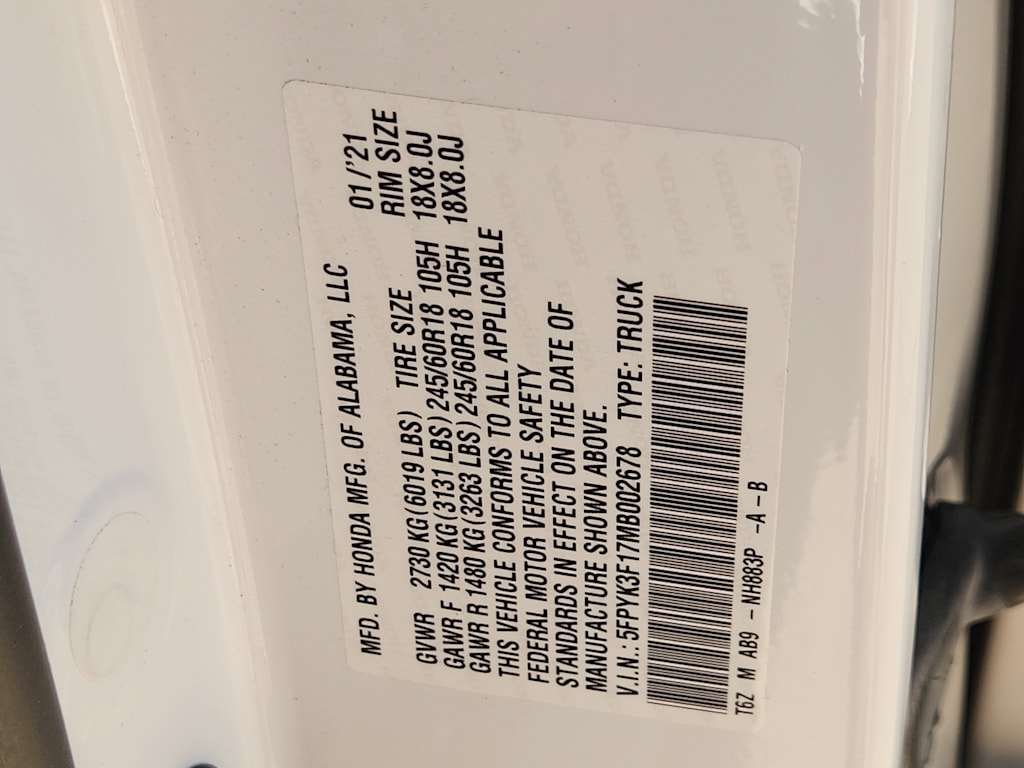 MFD. BY HONDA MFG. OF ALABAMA, LLC 01/'21
GVWR 2730 KG (6019 LBS) TIRE SIZE RIM SIZE
GAWR F 1420 KG (3131 LBS) 245/60R18 105H 18X8.0J
GAWR R 1480 KG (3263 LBS) 245/60R18 105H 18X8.0J
THIS VEHICLE CONFORMS TO ALL APPLICABLE
FEDERAL MOTOR VEHICLE SAFETY
STANDARDS IN EFFECT ON THE DATE OF
MANUFACTURE SHOWN ABOVE.
V.I.N.: 5FPYK3F17MB002678 TYPE: TRUCK
T6Z M AB9 – NH883P – A – B